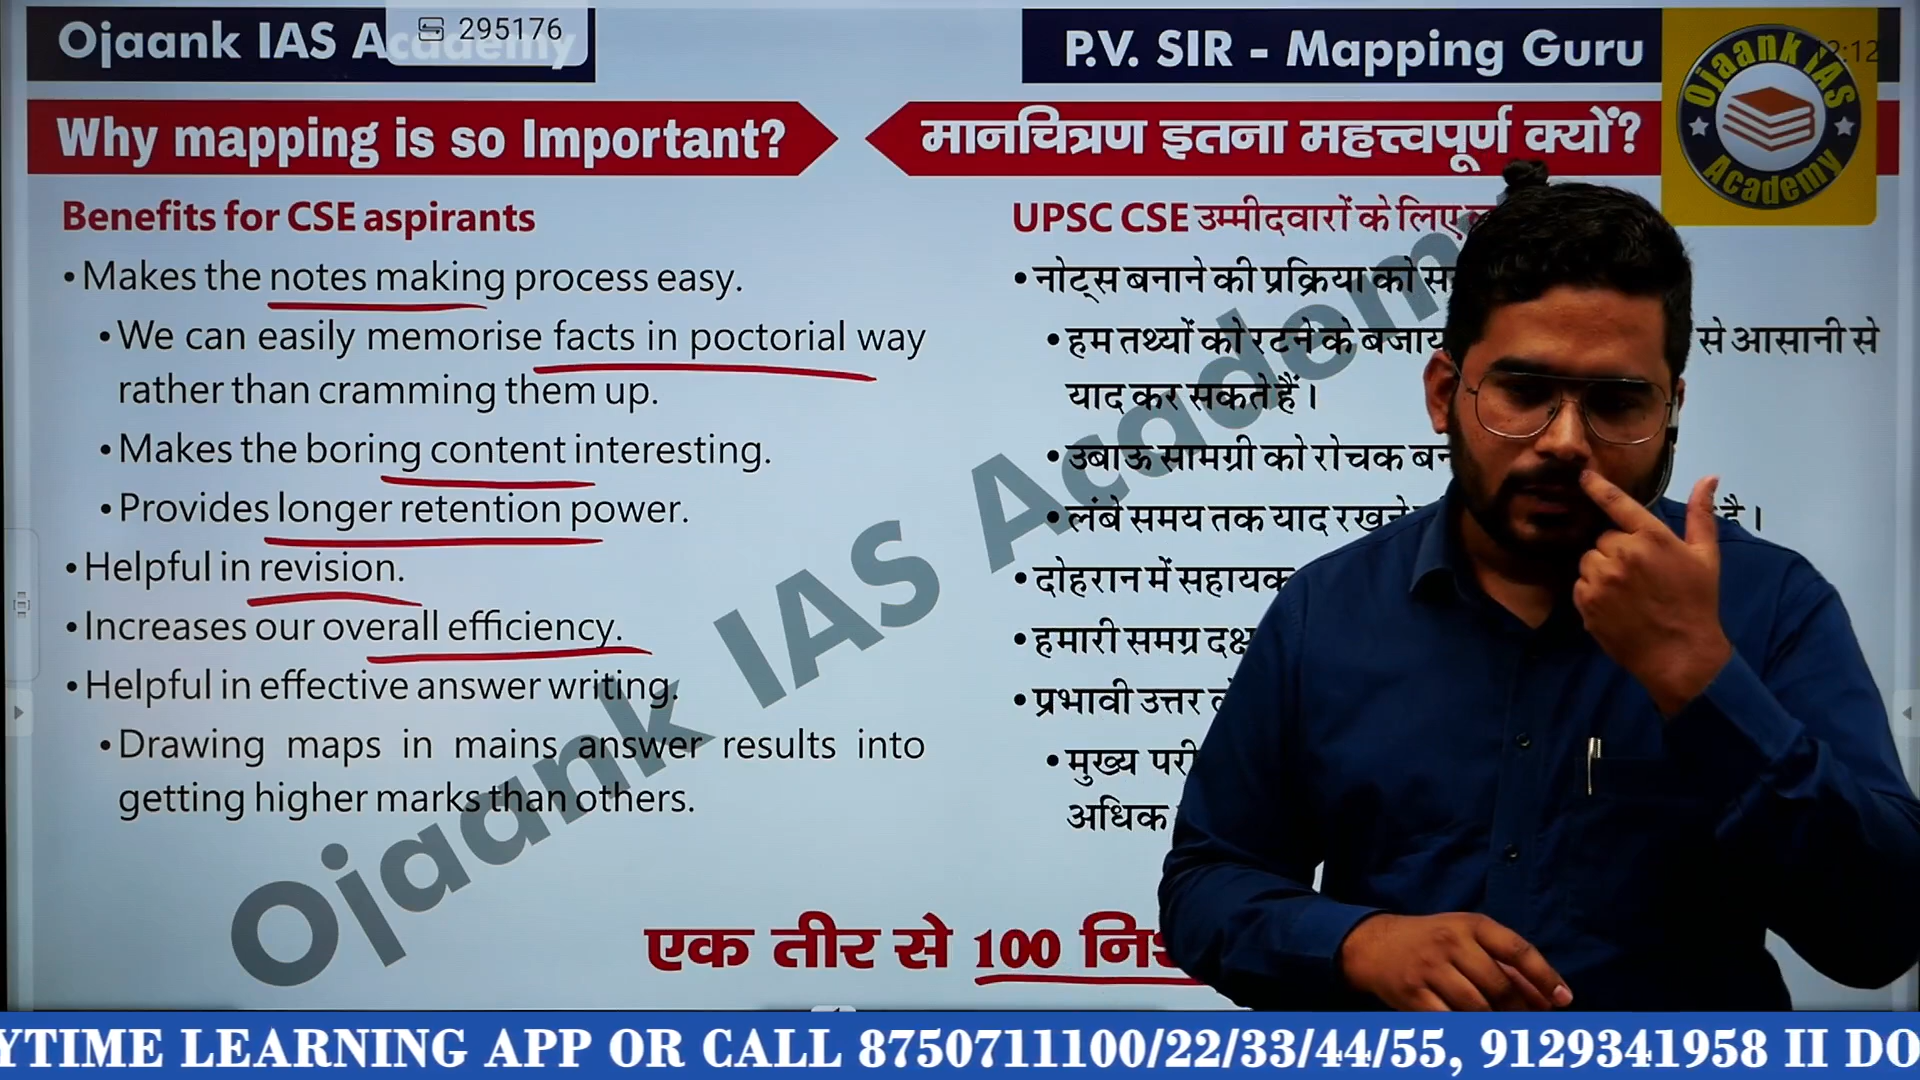 Ojaank IAS Academy
295176
P.V. SIR - Mapping Guru
Ojaank IAS
Academy
Why mapping is so Important?
मानचित्रण इतना महत्त्वपूर्ण क्यों?
Benefits for CSE aspirants
• Makes the notes making process easy.
• We can easily memorise facts in poctorial way
rather than cramming them up.
• Makes the boring content interesting.
• Provides longer retention power.
• Helpful in revision.
• Increases our overall efficiency.
• Helpful in effective answer writing.
• Drawing maps in mains answer results into
getting higher marks than others.
UPSC CSE उम्मीदवारों के लिए
• नोट्स बनाने की प्रक्रिया को
• हम तथ्यों को रटने के बजाय से आसानी से
याद कर सकते हैं।
• उबाऊ सामग्री को रोचक
• लंबे समय तक याद रखने है।
• दोहरान में सहायक
• हमारी समग्र
• प्रभावी उत्तर
• मुख्य
अधिक
Ojaank IAS Academy
एक तीर से 100
YTIME LEARNING APP OR CALL 8750711100/22/33/44/55, 9129341958 II DO